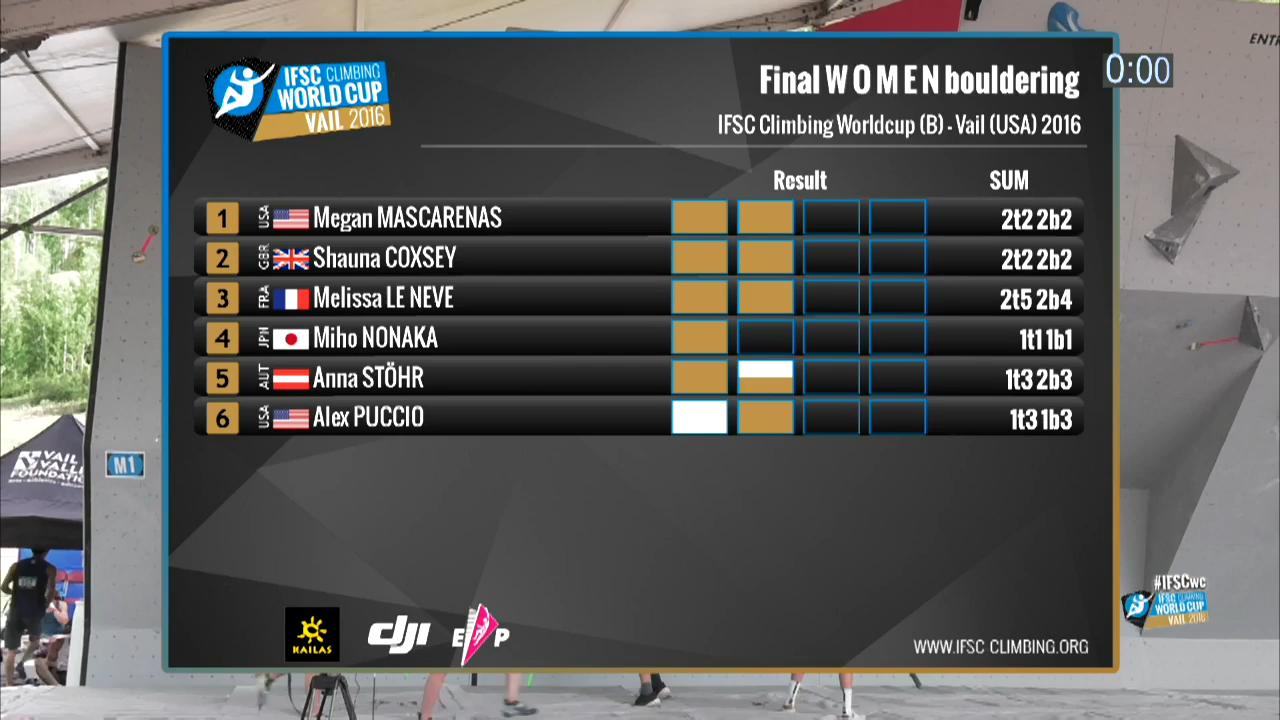 IFSC CLIMBING
WORLD CUP
VAIL 2016
Final W O M E N bouldering
IFSC Climbing Worldcup (B) - Vail (USA) 2016
0:00
ENTR
Result SUM
1 USA Megan MASCARENAS 2t2 2b2
2 GBR Shauna COXSEY 2t2 2b2
3 FRA Melissa LE NEVE 2t5 2b4
4 JPN Miho NONAKA 1t1 1b1
5 AUT Anna STÖHR 1t3 2b3
6 USA Alex PUCCIO 1t3 1b3
M1
VAIL
VALLE
FOUNDATIO
KAILAS
dji
E P
WWW.IFSC-CLIMBING.ORG
#IFSCwc
IFSC CLIMBING
WORLD CUP
VAIL 2016